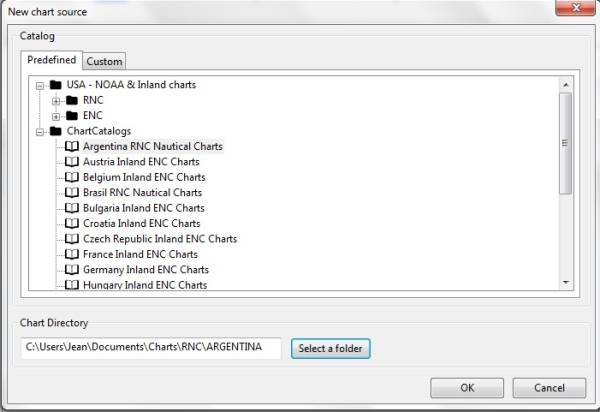 New chart source
Catalog
Predefined Custom
USA - NOAA & Inland charts
RNC
ENC
ChartCatalogs
Argentina RNC Nautical Charts
Austria Inland ENC Charts
Belgium Inland ENC Charts
Brasil RNC Nautical Charts
Bulgaria Inland ENC Charts
Croatia Inland ENC Charts
Czech Republic Inland ENC Charts
France Inland ENC Charts
Germany Inland ENC Charts
Hungary Inland ENC Charts
Chart Directory
C:\Users\Jean\Documents\Charts\RNC\ARGENTINA Select a folder
OK Cancel